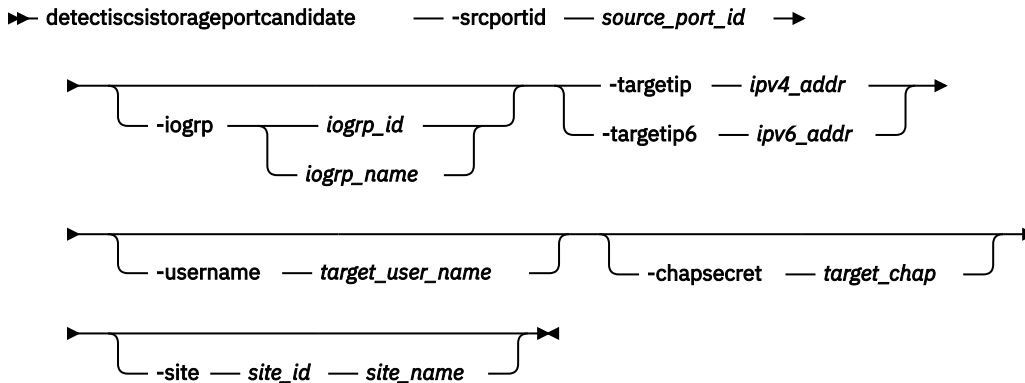 detectiscsistorageportcandidate -srcportid source_port_id
-targetip ipv4_addr
-iogrp iogrp_id -targetip6 ipv6_addr
iogrp_name
-username target_user_name -chapsecret target_chap
-site site_id site_name